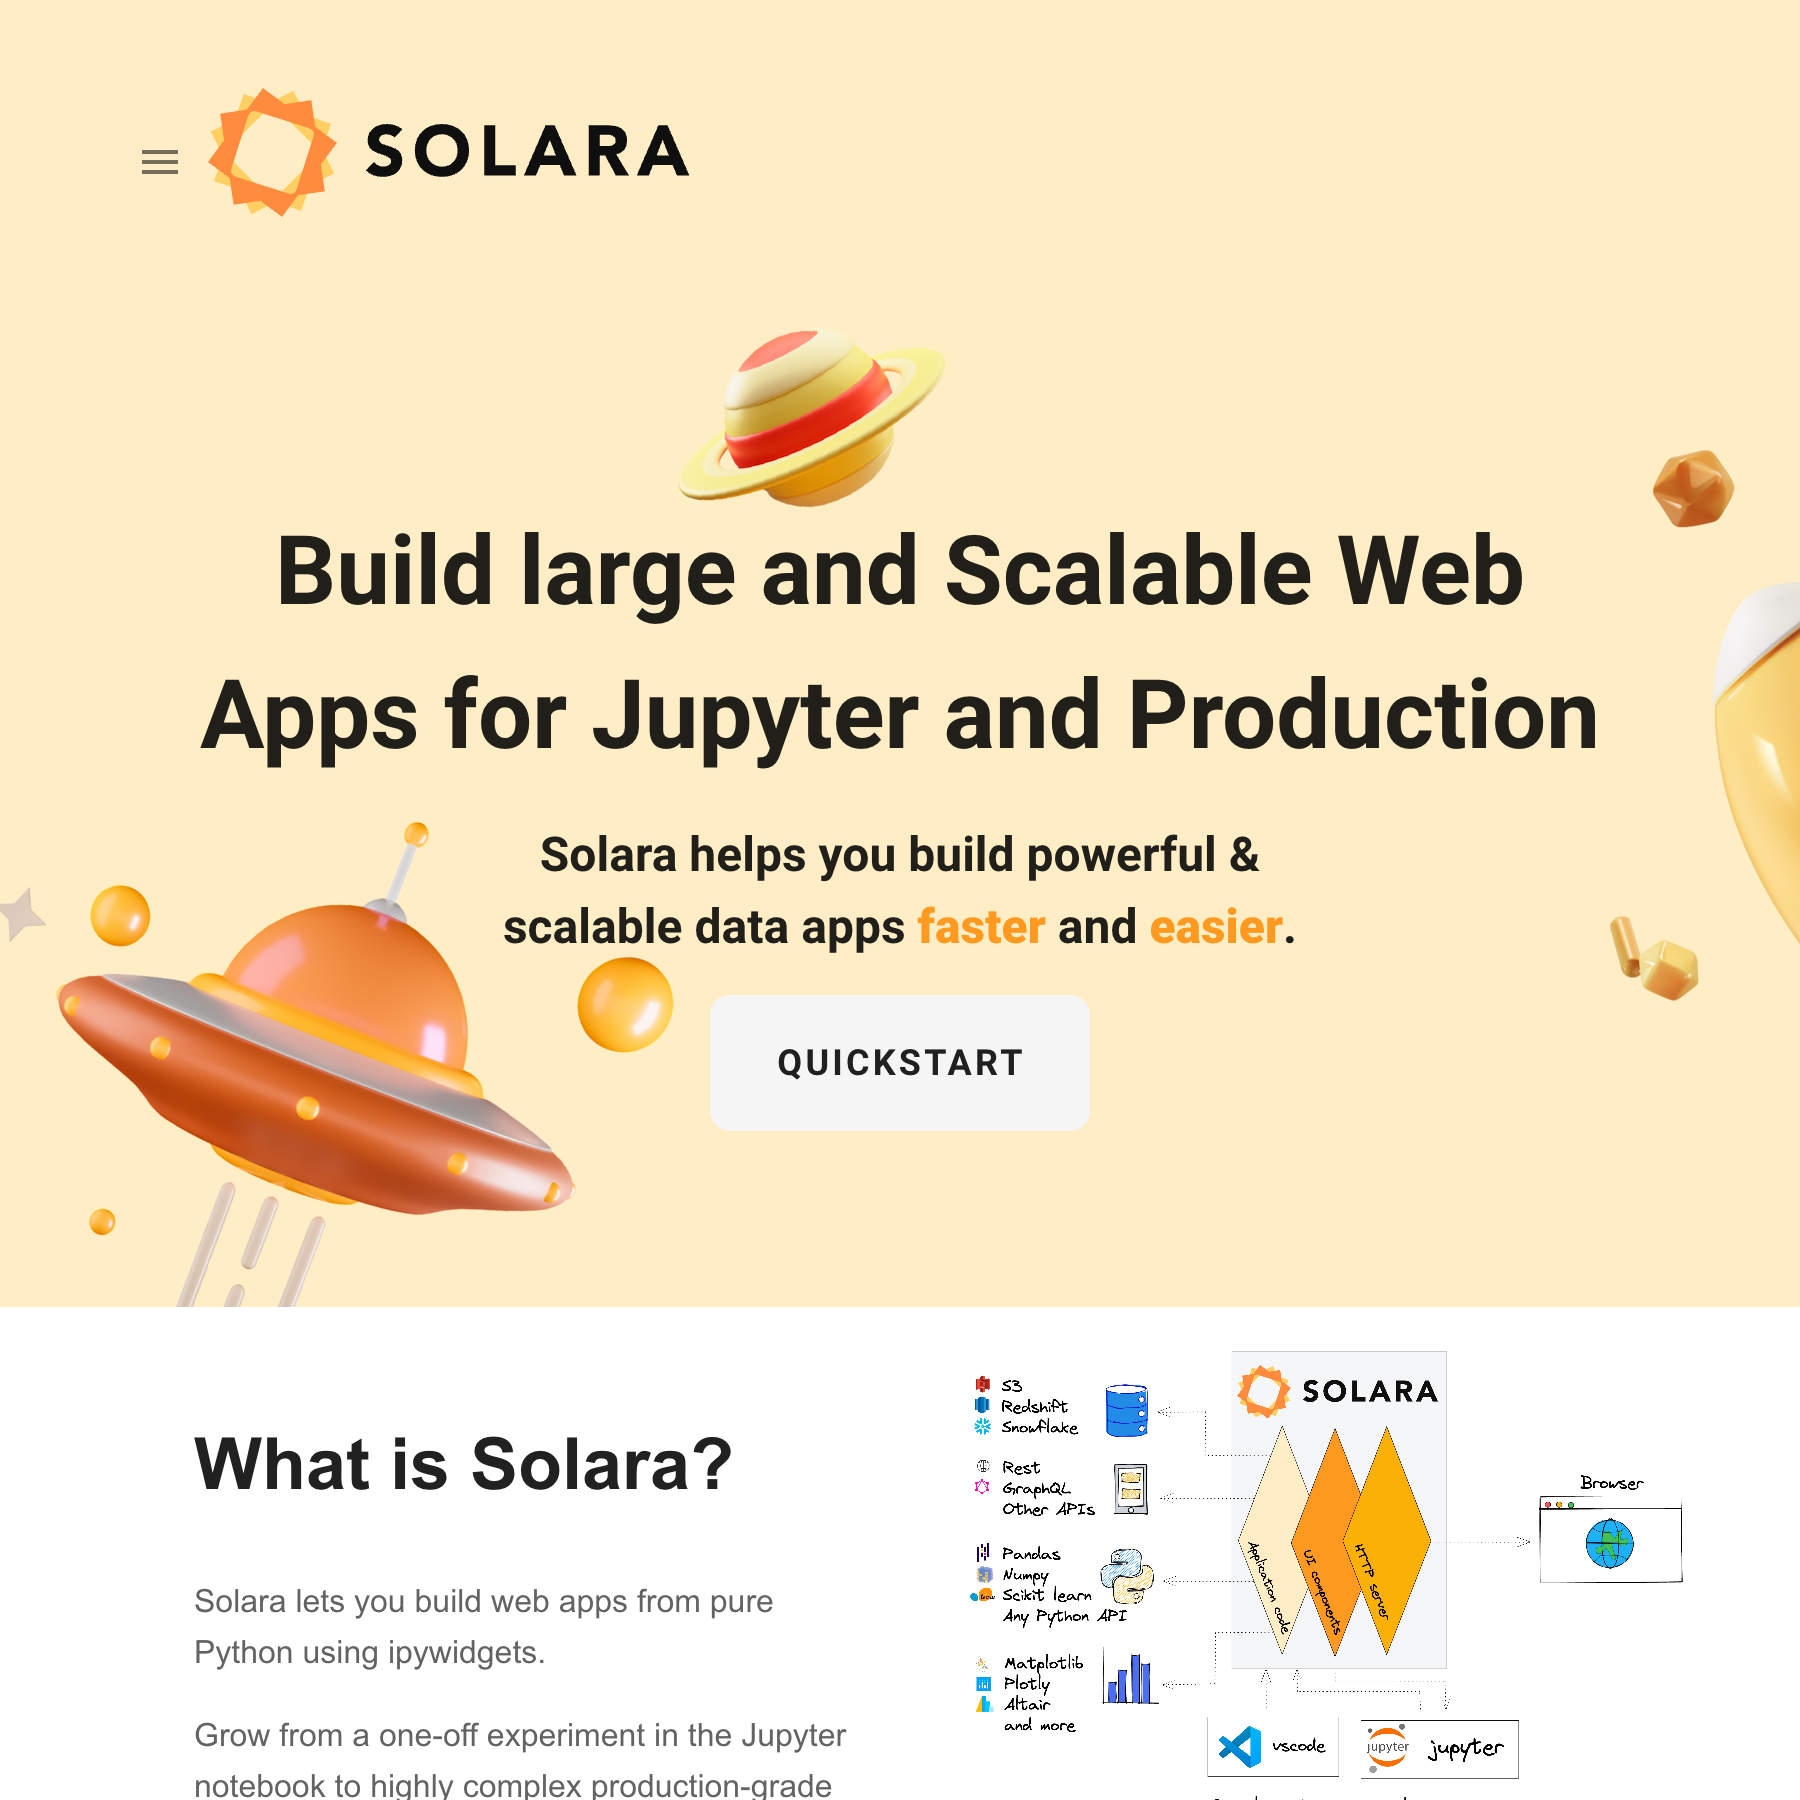 SOLARA
Build large and Scalable Web
Apps for Jupyter and Production
Solara helps you build powerful &
scalable data apps faster and easier.
QUICKSTART
What is Solara?
Solara lets you build web apps from pure
Python using ipywidgets.
Grow from a one-off experiment in the Jupyter
notebook to highly complex production-grade
S3
Redshift
Snowflake
Rest
GraphQL
Other APIs
Pandas
Numpy
Scikit learn
Any Python API
Matplotlib
Plotly
Altair
and more
SOLARA
Application code
UI components
HTTP server
Browser
vscode
jupyter
jupyter